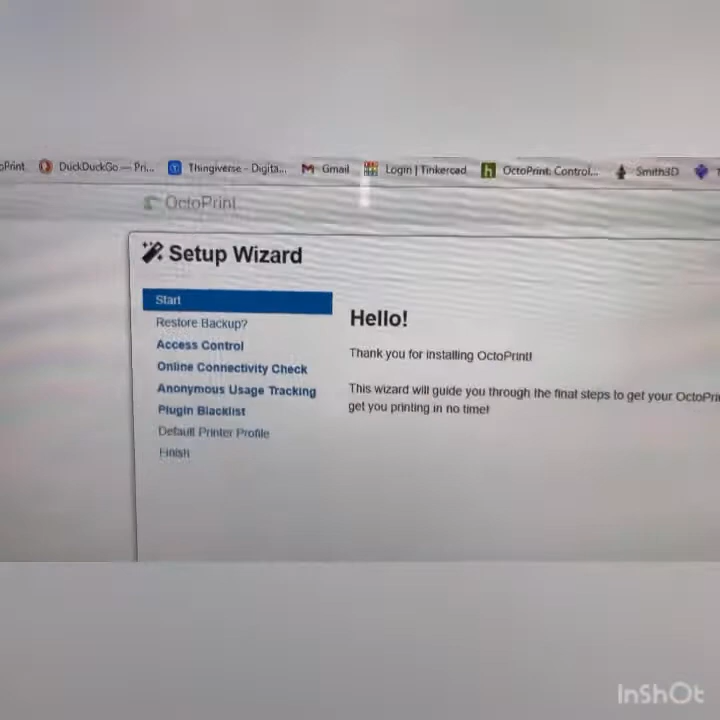 oPrint DuckDuckGo — Pri... Thingiverse - Digita... Gmail Login | Tinkercad OctoPrint: Control... Smith3D
OctoPrint
Setup Wizard
Start
Restore Backup?
Access Control
Online Connectivity Check
Anonymous Usage Tracking
Plugin Blacklist
Default Printer Profile
Finish
Hello!
Thank you for installing OctoPrint!
This wizard will guide you through the final steps to get your OctoPri
get you printing in no time!
InShOt